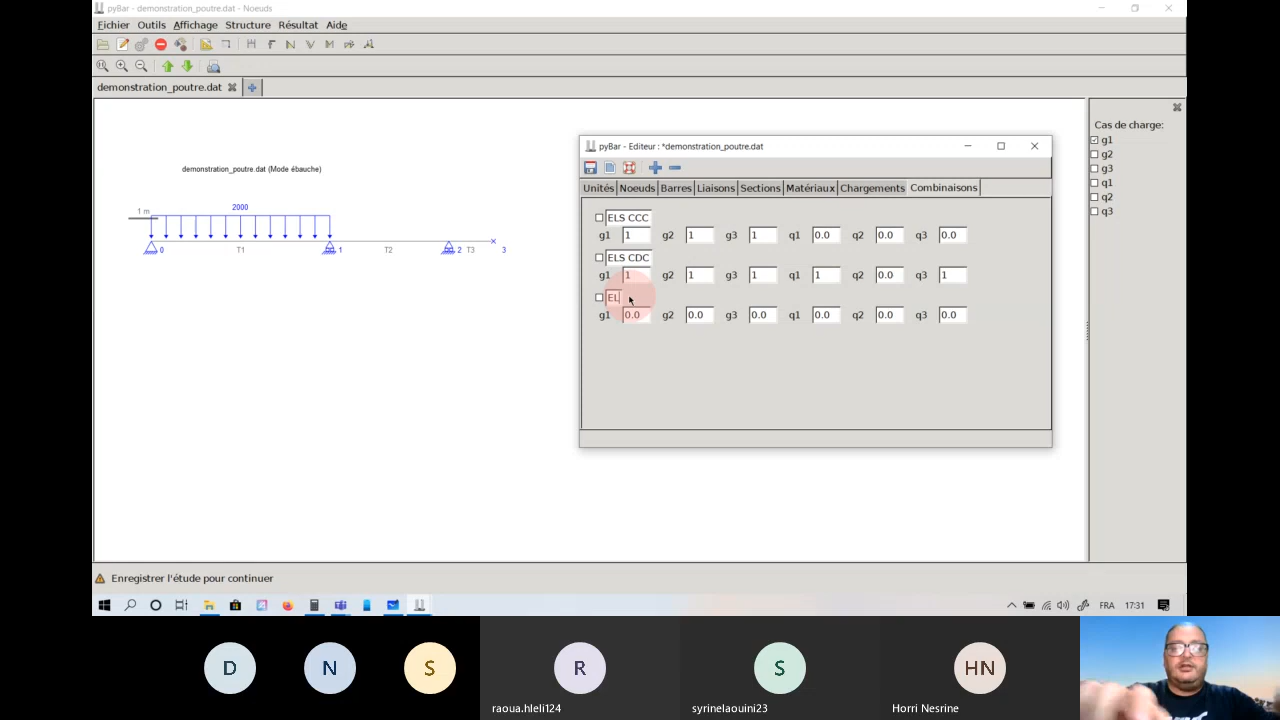 pyBar - demonstration_poutre.dat - Noeuds
Fichier Outils Affichage Structure Résultat Aide
demonstration_poutre.dat
Cas de charge:
g1
g2
g3
q1
q2
q3
demonstration_poutre.dat (Mode ébauche)
1 m
2000
0 T1 1 T2 2 T3 3
pyBar - Editeur : *demonstration_poutre.dat
Unités Noeuds Barres Liaisons Sections Matériaux Chargements Combinaisons
ELS CCC
g1 1 g2 1 g3 1 q1 0.0 q2 0.0 q3 0.0
ELS CDC
g1 1 g2 1 g3 1 q1 1 q2 0.0 q3 1
EL
g1 0.0 g2 0.0 g3 0.0 q1 0.0 q2 0.0 q3 0.0
Enregistrer l'étude pour continuer
FRA 17:31
D N S R S HN
raoua.hleli124 syrinelaouini23 Horri Nesrine